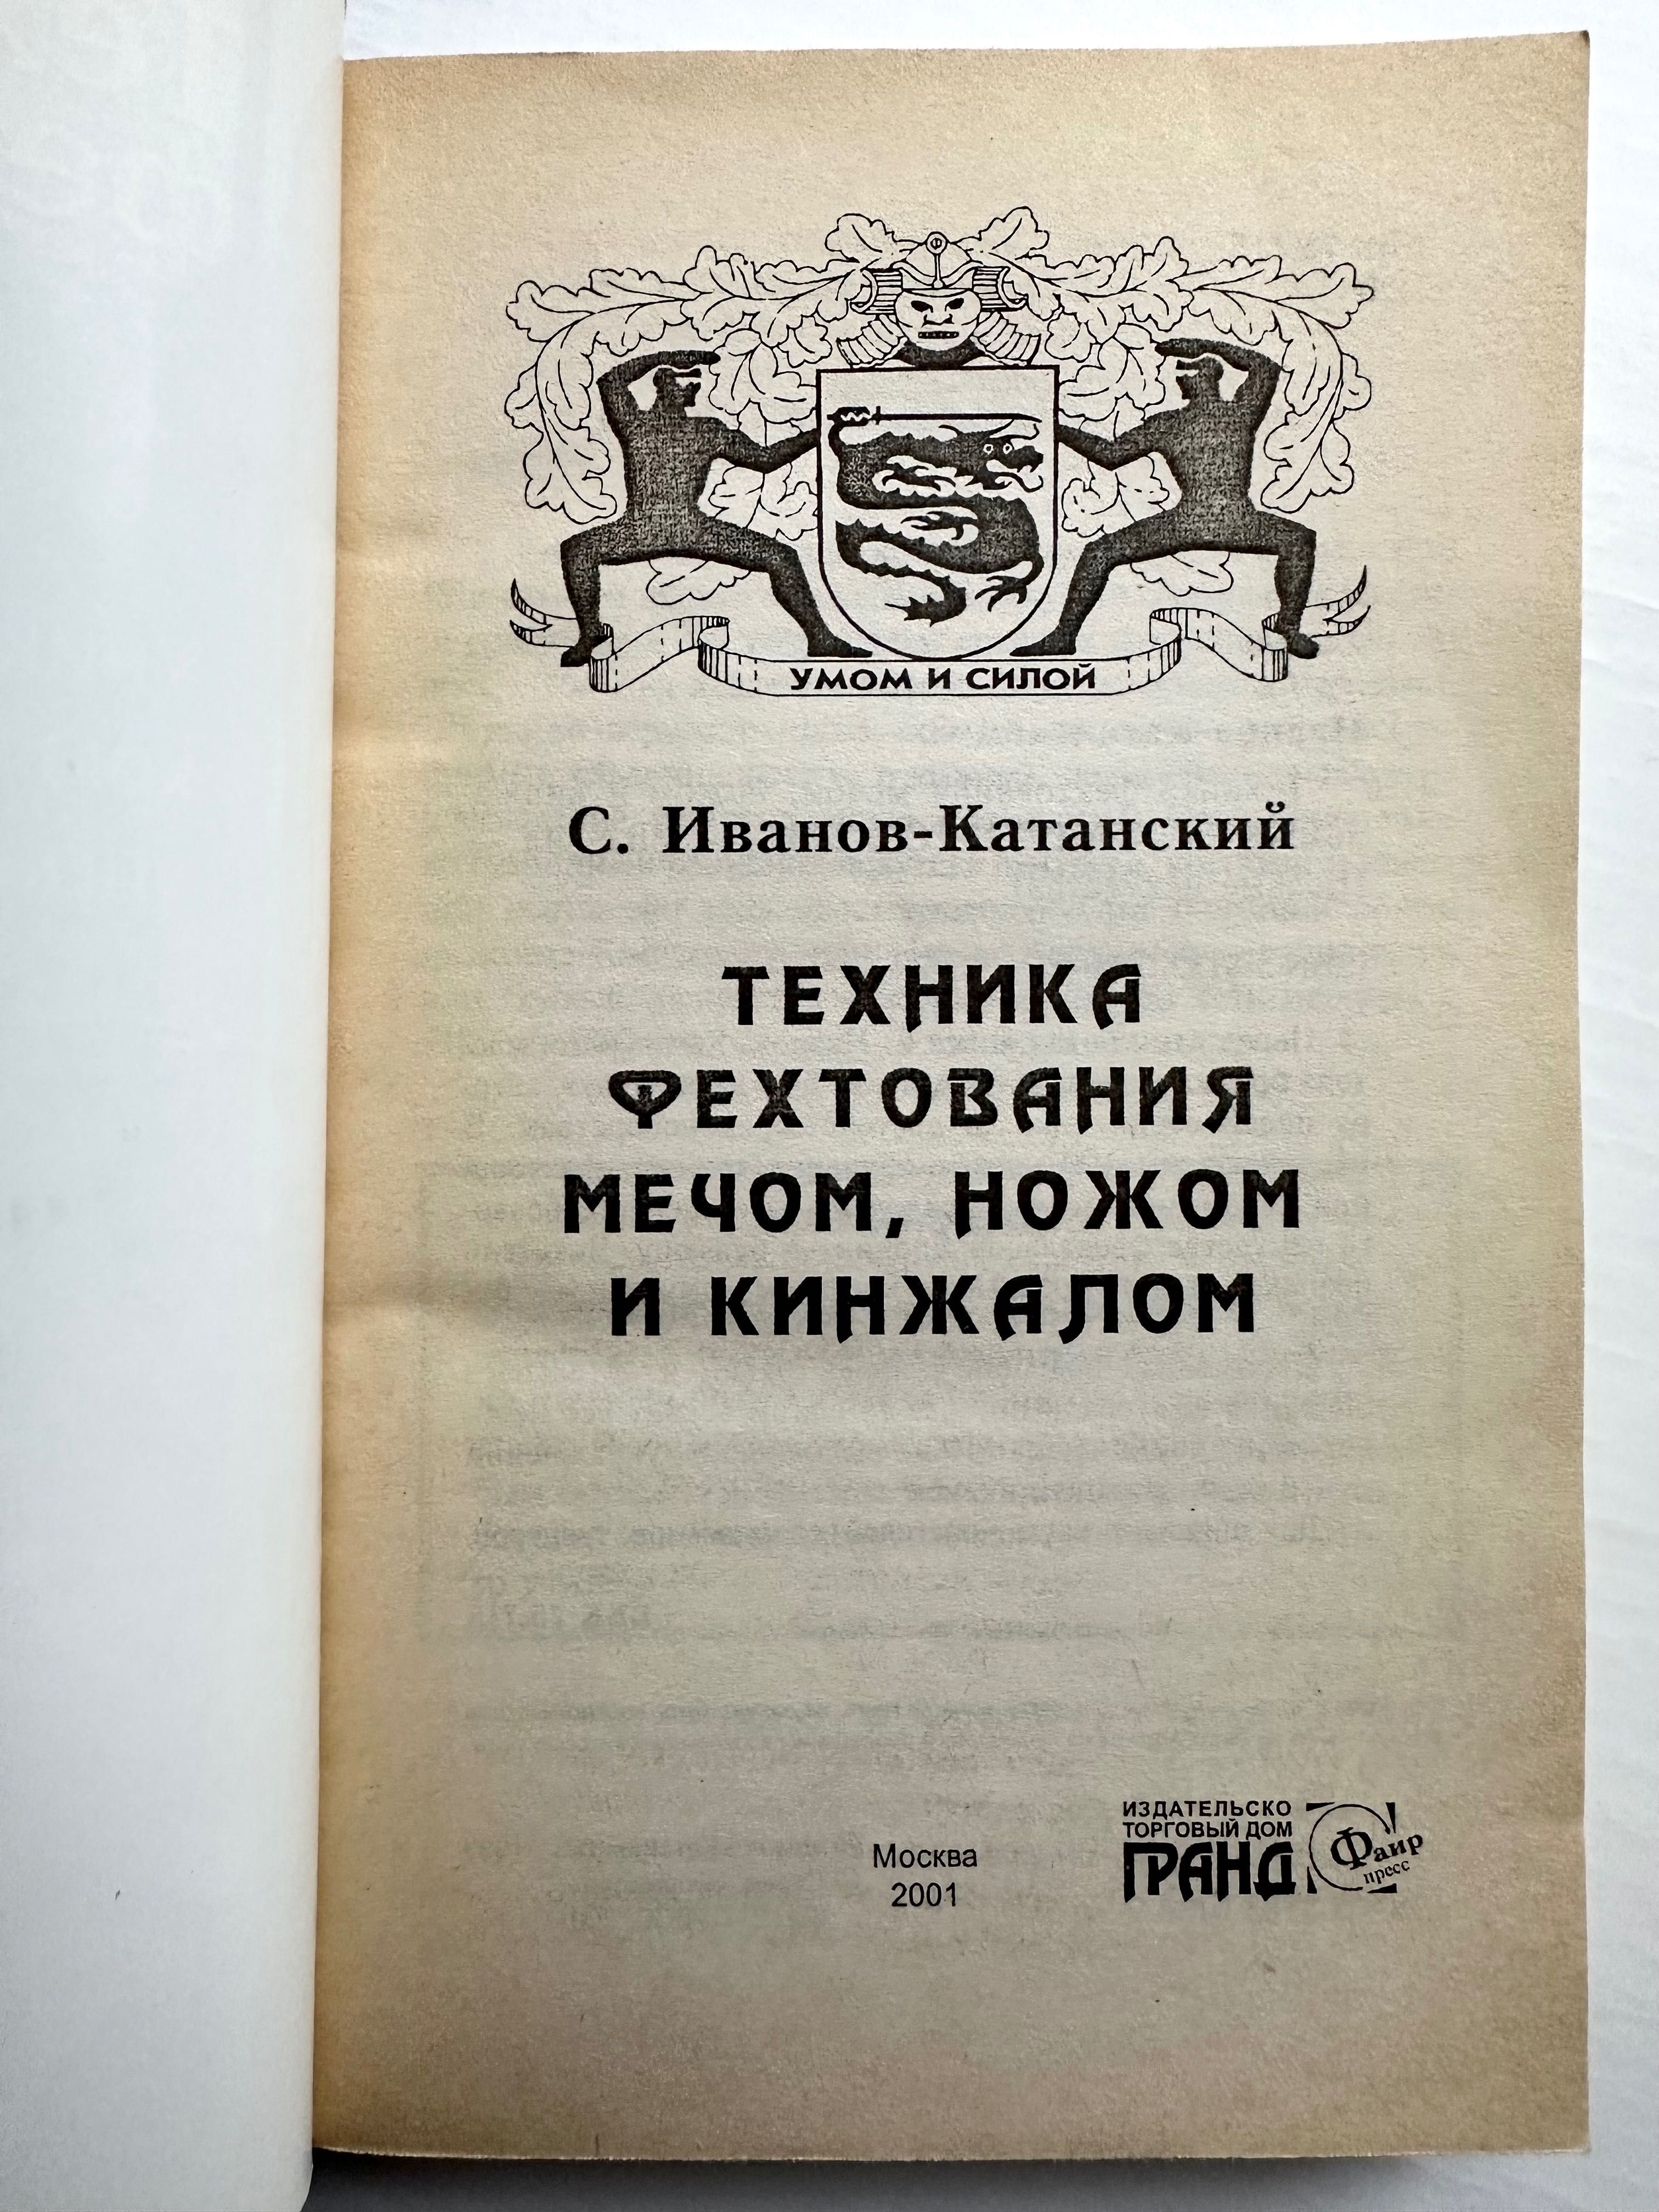 УМОМ И СИЛОЙ
С. Иванов-Катанский
ТЕХНИКА
ФЕХТОВАНИЯ
МЕЧОМ, НОЖОМ
И КИНЖАЛОМ
Москва
2001
ИЗДАТЕЛЬСКО
ТОРГОВЫЙ ДОМ
ГРАНД
Фаир
пресс